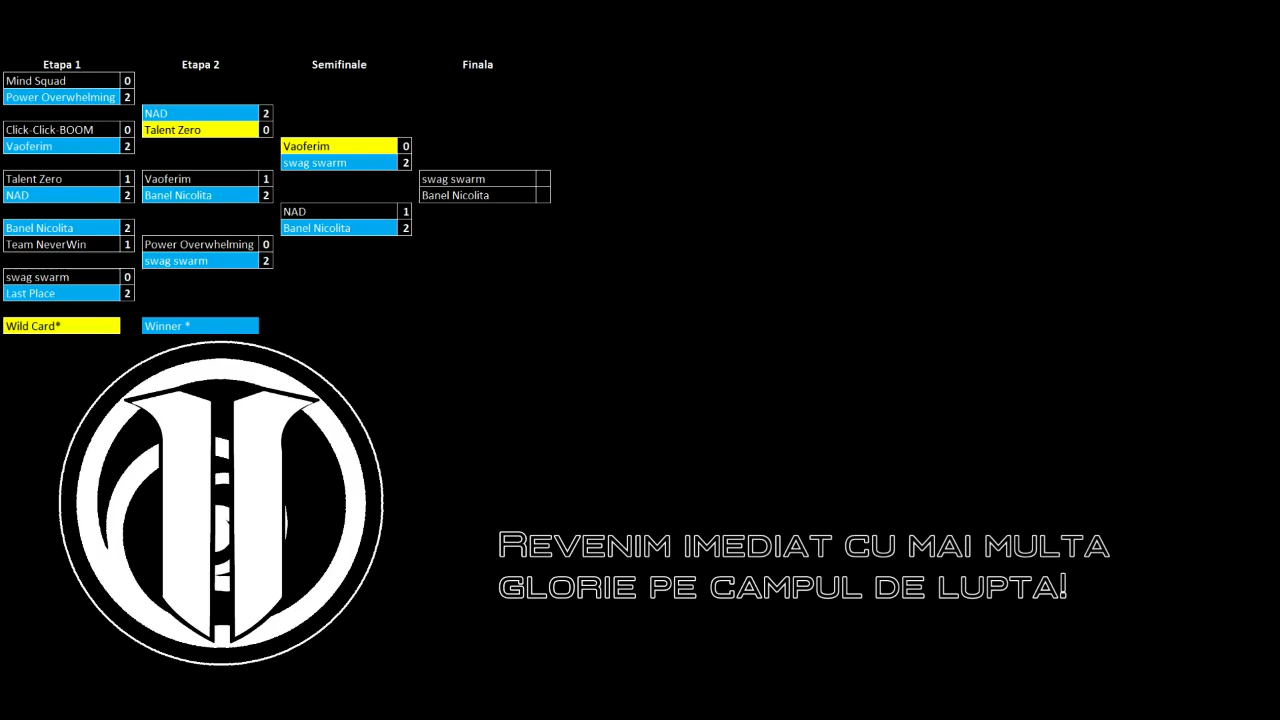 Etapa 1 Etapa 2 Semifinale Finala
Mind Squad 0
Power Overwhelming 2
NAD 2
Click-Click-BOOM 0 Talent Zero 0
Vaoferim 2 Vaoferim 0
swag swarm 2
Talent Zero 1 Vaoferim 1 swag swarm
NAD 2 Banel Nicolita 2 Banel Nicolita
NAD 1
Banel Nicolita 2 Banel Nicolita 2
Team NeverWin 1 Power Overwhelming 0
swag swarm 2
swag swarm 0
Last Place 2
Wild Card* Winner *
REVENIM IMEDIAT CU MAI MULTA
GLORIE PE CAMPUL DE LUPTA!